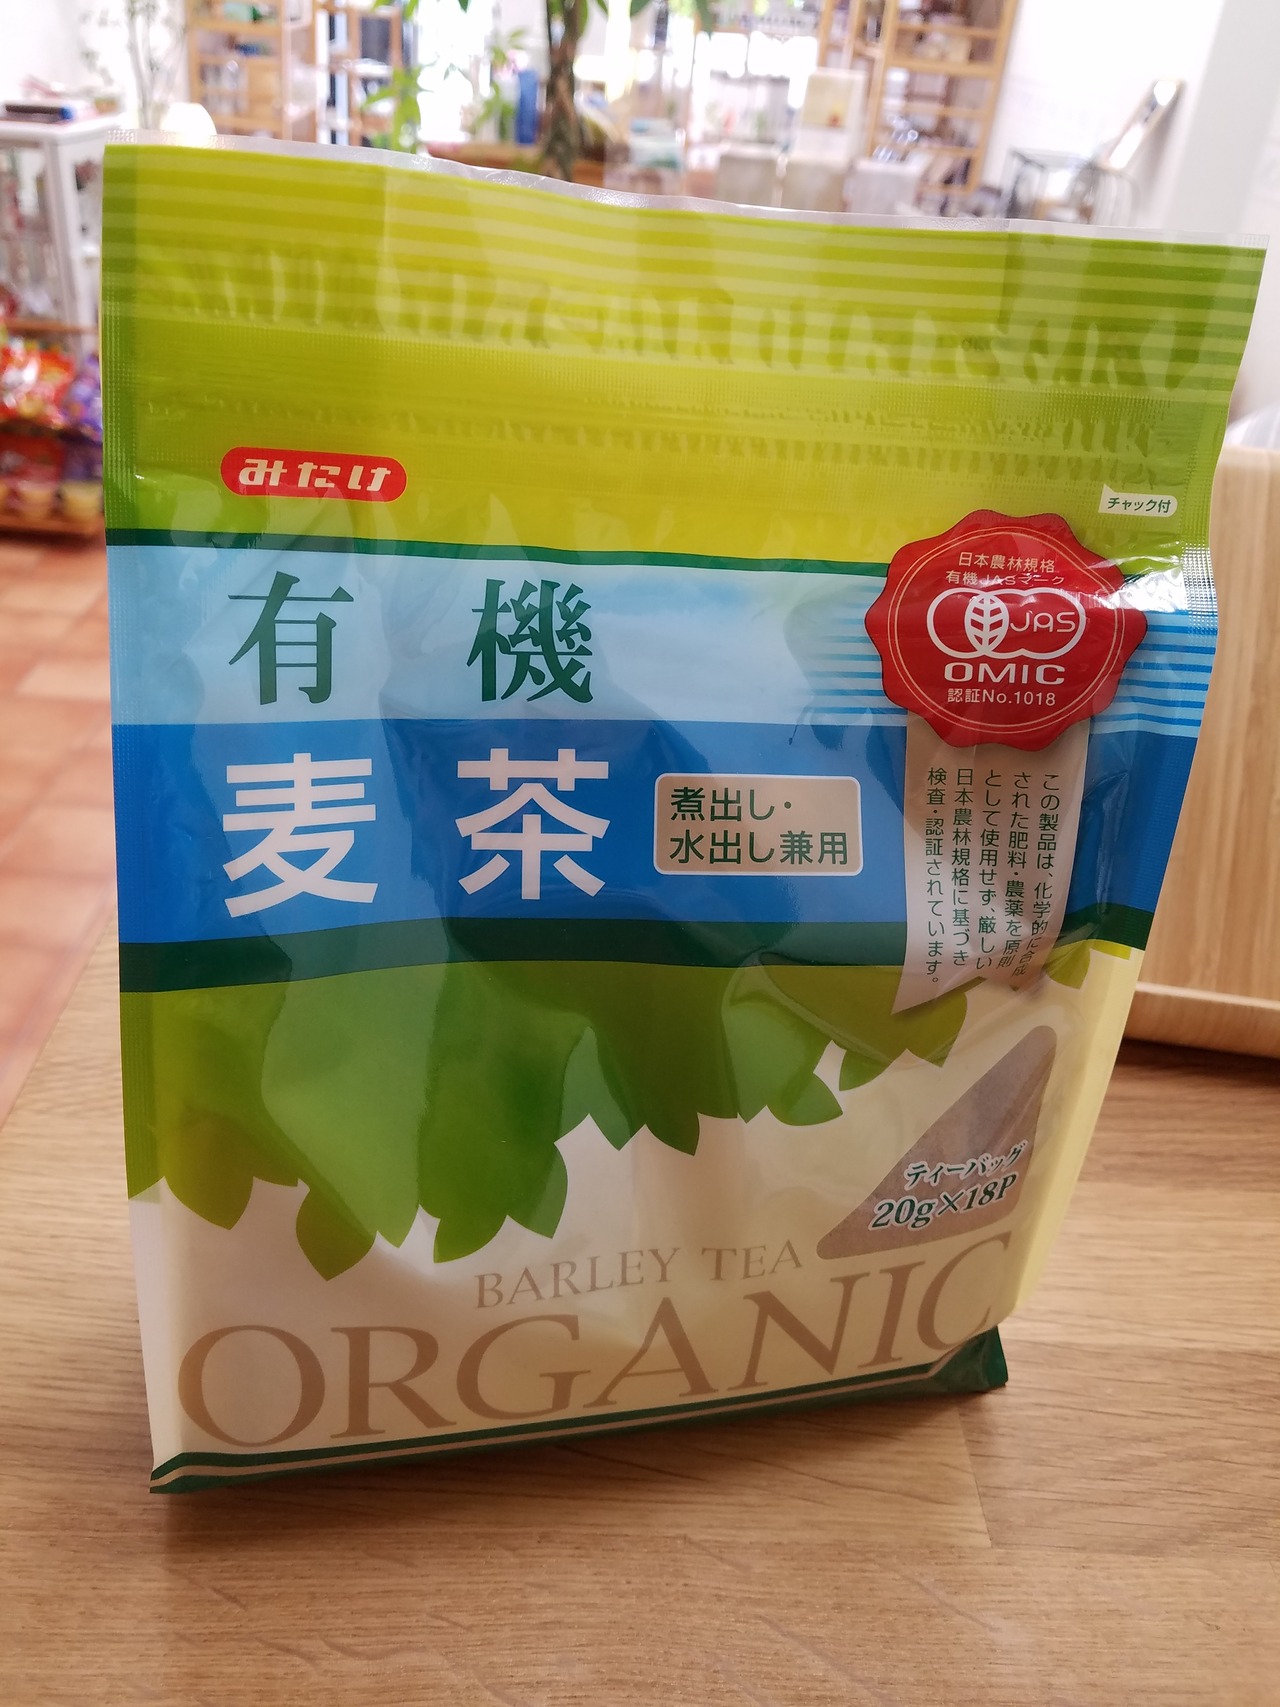 みたけ
チャック付
有機
麦茶
煮出し・
水出し兼用
日本農林規格
有機JASマーク
JAS
OMIC
認証No.1018
この製品は、化学的に合成
された肥料・農薬を原則
として使用せず、厳しい
日本農林規格に基づき
検査・認証されています。
ティーバッグ
20g×18P
BARLEY TEA
ORGANIC